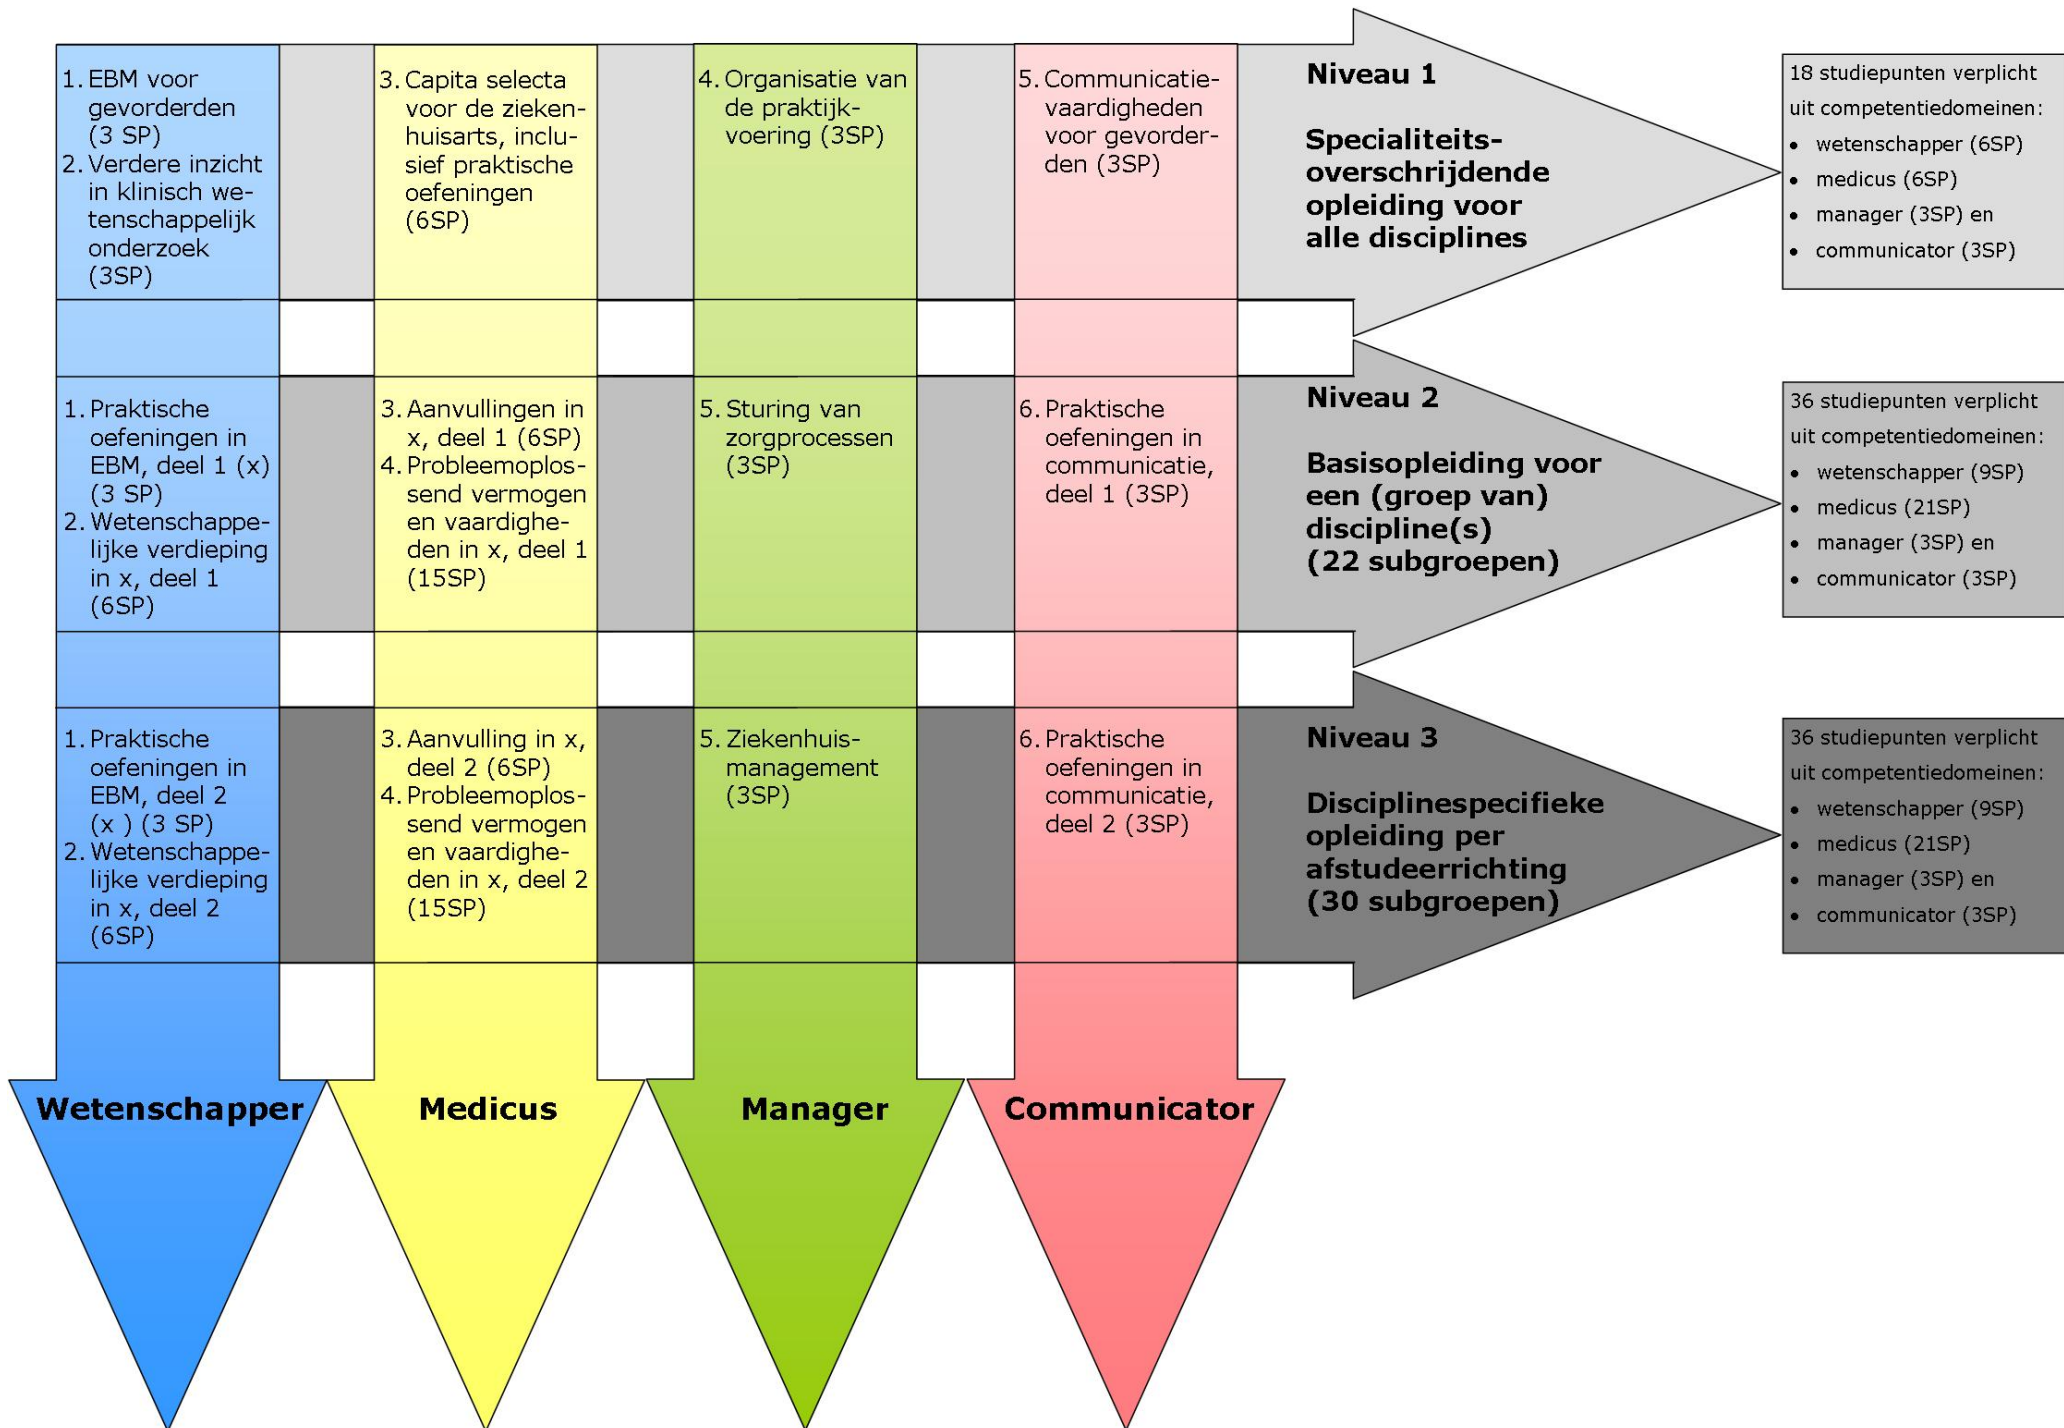 1. EBM voor
gevorderden
(3 SP)
2. Verdere inzicht
in klinisch we-
tenschappelijk
onderzoek
(3SP)
3. Capita selecta
voor de zieken-
huisarts, inclu-
sief praktische
oefeningen
(6SP)
4. Organisatie van
de praktijk-
voering (3SP)
5. Communicatie-
vaardigheden
voor gevorder-
den (3SP)
Niveau 1
Specialiteits-
overschrijdende
opleiding voor
alle disciplines
18 studiepunten verplicht
uit competentiedomeinen:
• wetenschapper (6SP)
• medicus (6SP)
• manager (3SP) en
• communicator (3SP)
1. Praktische
oefeningen in
EBM, deel 1 (x)
(3 SP)
2. Wetenschappe-
lijke verdieping
in x, deel 1
(6SP)
3. Aanvullingen in
x, deel 1 (6SP)
4. Probleemoplos-
send vermogen
en vaardighe-
den in x, deel 1
(15SP)
5. Sturing van
zorgprocessen
(3SP)
6. Praktische
oefeningen in
communicatie,
deel 1 (3SP)
Niveau 2
Basisopleiding voor
een (groep van)
discipline(s)
(22 subgroepen)
36 studiepunten verplicht
uit competentiedomeinen:
• wetenschapper (9SP)
• medicus (21SP)
• manager (3SP) en
• communicator (3SP)
1. Praktische
oefeningen in
EBM, deel 2
(x ) (3 SP)
2. Wetenschappe-
lijke verdieping
in x, deel 2
(6SP)
3. Aanvulling in x,
deel 2 (6SP)
4. Probleemoplos-
send vermogen
en vaardighe-
den in x, deel 2
(15SP)
5. Ziekenhuis-
management
(3SP)
6. Praktische
oefeningen in
communicatie,
deel 2 (3SP)
Niveau 3
Disciplinespecifieke
opleiding per
afstudeerrichting
(30 subgroepen)
36 studiepunten verplicht
uit competentiedomeinen:
• wetenschapper (9SP)
• medicus (21SP)
• manager (3SP) en
• communicator (3SP)
Wetenschapper
Medicus
Manager
Communicator